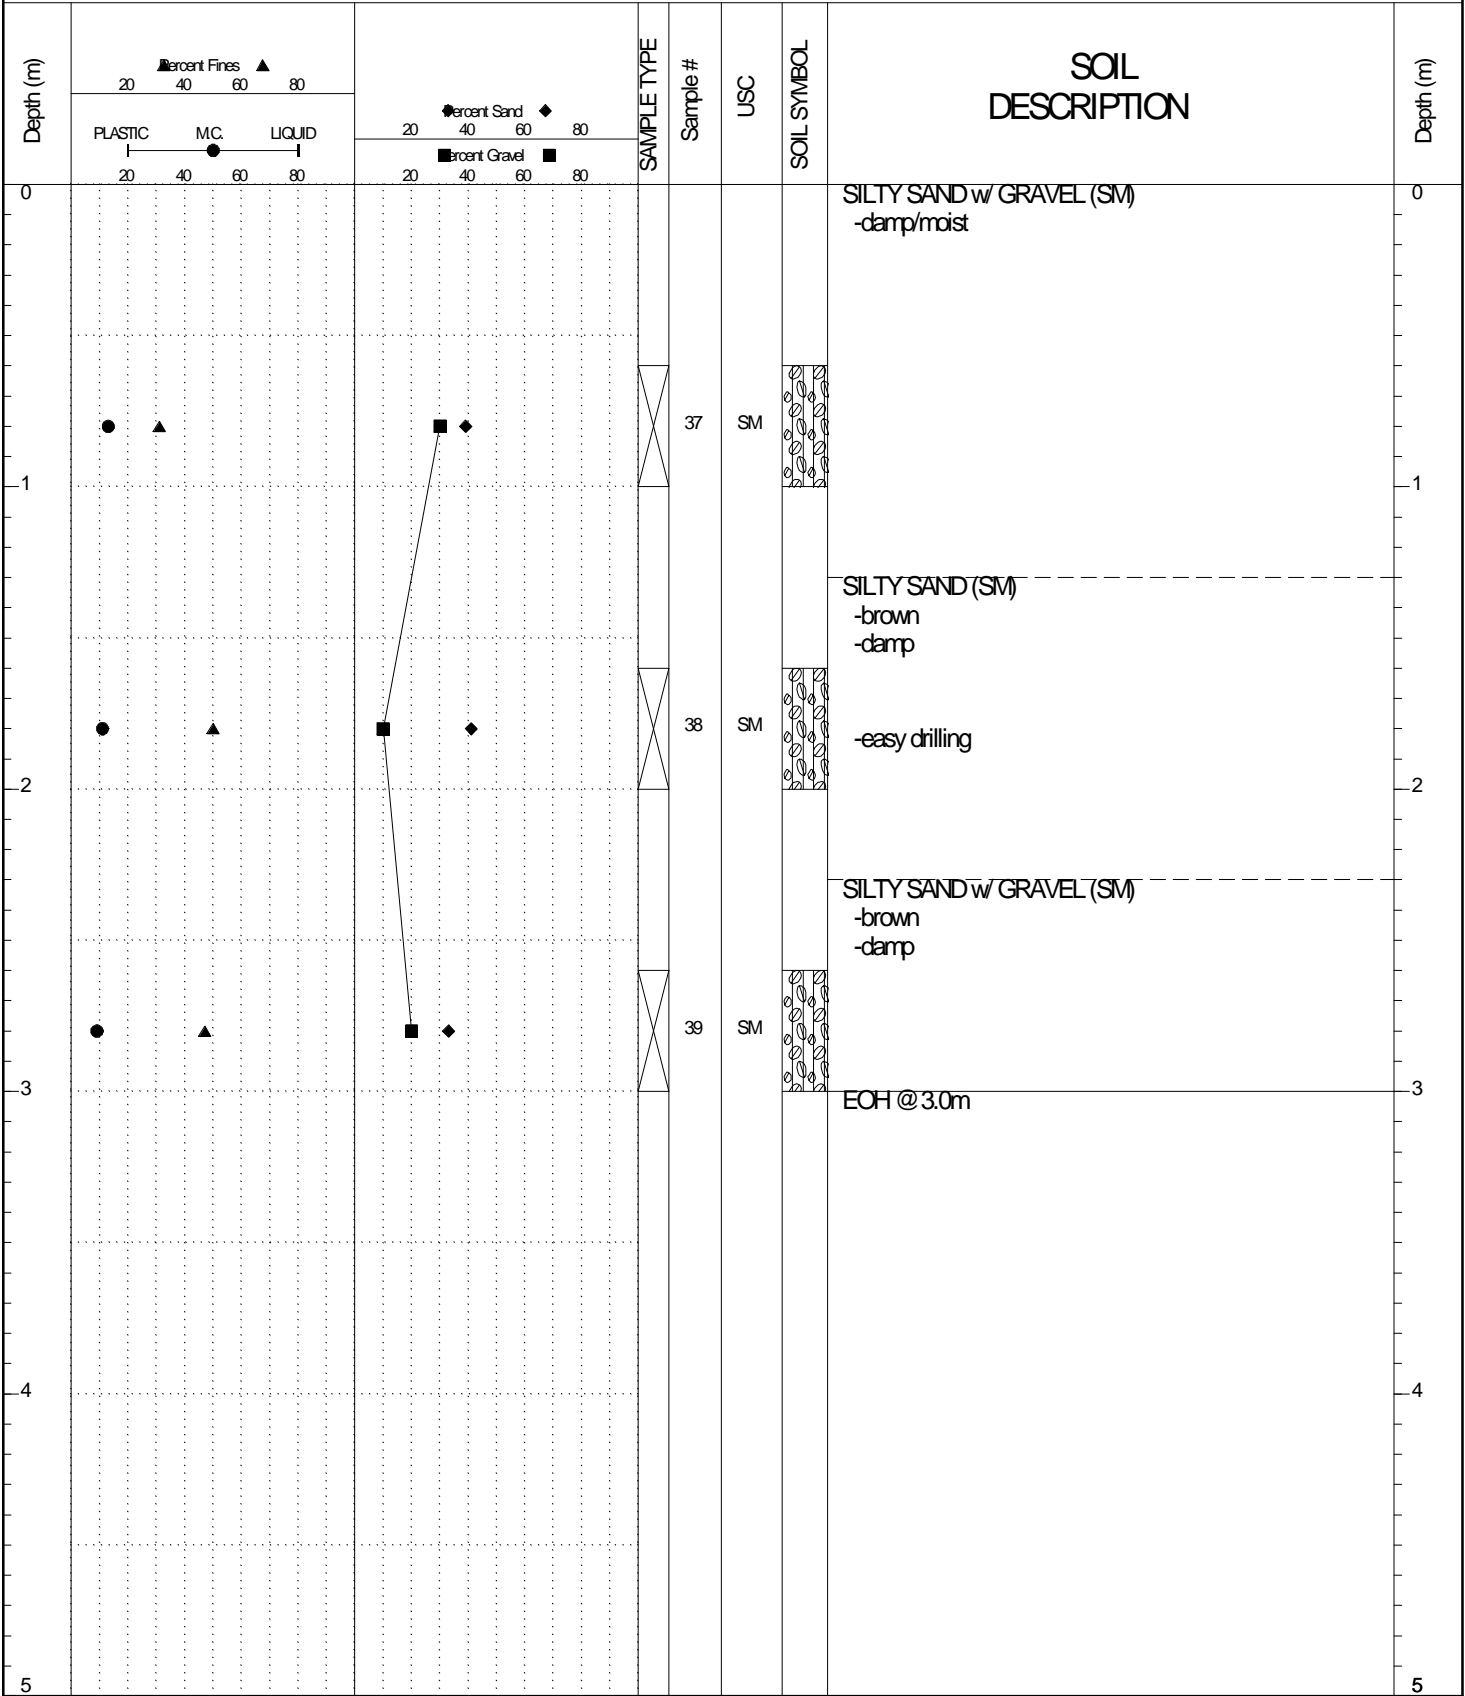 Depth (m)
Percent Fines
20 40 60 80
PLASTIC M.C. LIQUID
20 40 60 80
Percent Sand
20 40 60 80
Percent Gravel
20 40 60 80
SAMPLE TYPE
Sample #
USC
SOIL SYMBOL
SOIL
DESCRIPTION
Depth (m)
0 SILTY SAND w/ GRAVEL (SM) 0
-damp/moist
37 SM
1 1
SILTY SAND (SM)
-brown
-damp
38 SM
-easy drilling
2 2
SILTY SAND w/ GRAVEL (SM)
-brown
-damp
39 SM
3 3
EOH @ 3.0m
4 4
5 5